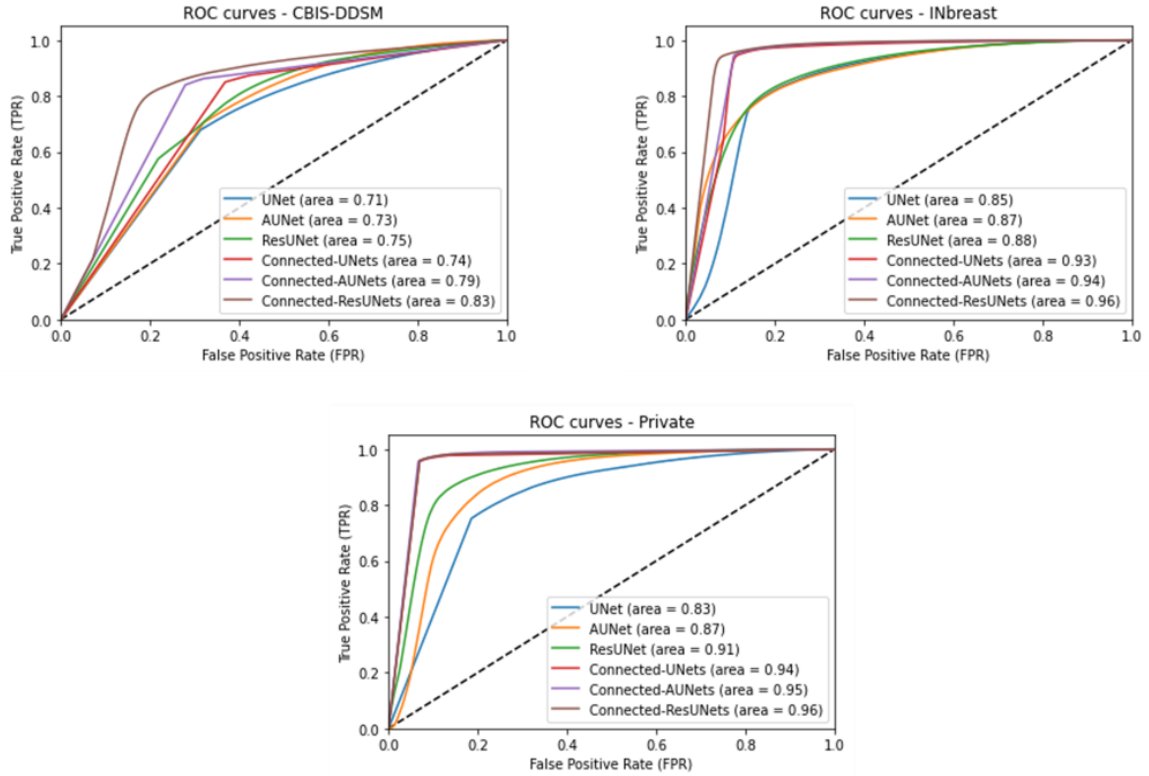 ROC curves - CBIS-DDSM
1.0
0.8
0.6
0.4
0.2
0.0
True Positive Rate (TPR)
UNet (area = 0.71)
AUNet (area = 0.73)
ResUNet (area = 0.75)
Connected-UNets (area = 0.74)
Connected-AUNets (area = 0.79)
Connected-ResUNets (area = 0.83)
0.0 0.2 0.4 0.6 0.8 1.0
False Positive Rate (FPR)
ROC curves - INbreast
1.0
0.8
0.6
0.4
0.2
0.0
True Positive Rate (TPR)
UNet (area = 0.85)
AUNet (area = 0.87)
ResUNet (area = 0.88)
Connected-UNets (area = 0.93)
Connected-AUNets (area = 0.94)
Connected-ResUNets (area = 0.96)
0.0 0.2 0.4 0.6 0.8 1.0
False Positive Rate (FPR)
ROC curves - Private
1.0
0.8
0.6
0.4
0.2
0.0
True Positive Rate (TPR)
UNet (area = 0.83)
AUNet (area = 0.87)
ResUNet (area = 0.91)
Connected-UNets (area = 0.94)
Connected-AUNets (area = 0.95)
Connected-ResUNets (area = 0.96)
0.0 0.2 0.4 0.6 0.8 1.0
False Positive Rate (FPR)